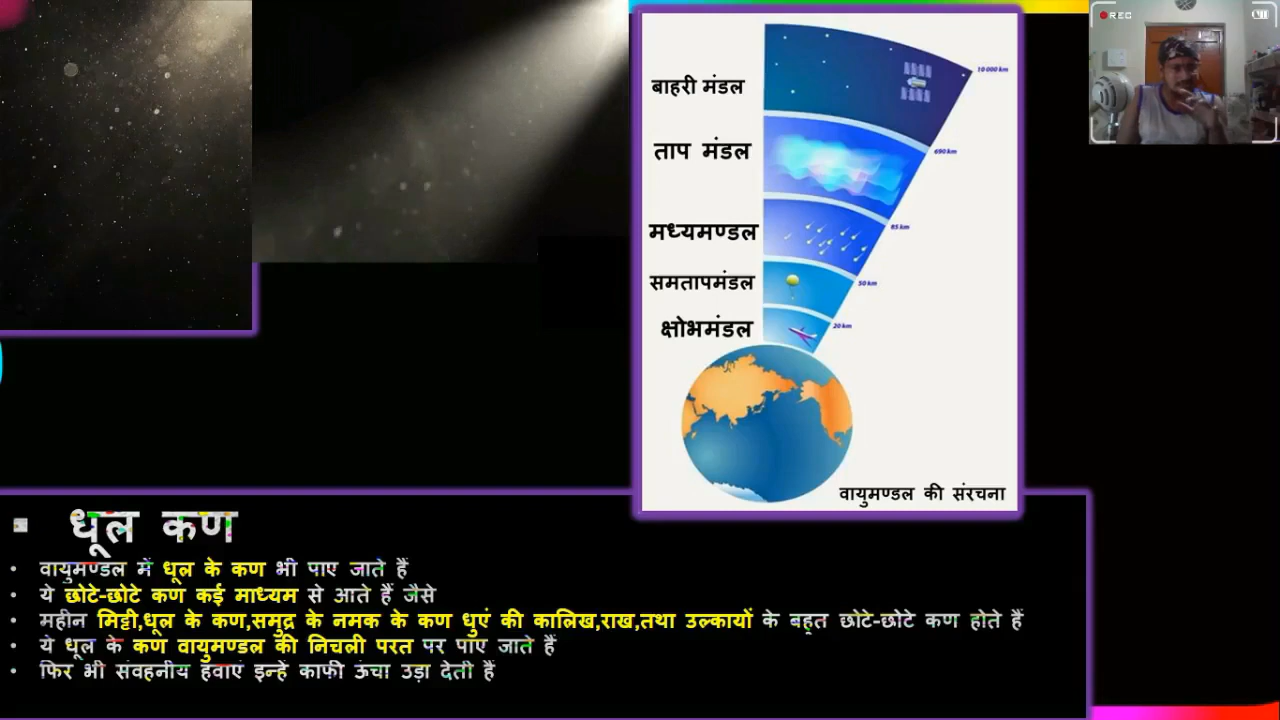 REC
बाहरी मंडल
10 000 km
ताप मंडल
690 km
मध्यमण्डल
85 km
समतापमंडल
50 km
क्षोभमंडल
20 km
वायुमण्डल की संरचना
धूल कण
वायुमण्डल में धूल के कण भी पाए जाते हैं
ये छोटे-छोटे कण कई माध्यम से आते हैं जैसे
महीन मिट्टी,धूल के कण,समुद्र के नमक के कण धुएं की कालिख,राख,तथा उल्कायों के बहुत छोटे-छोटे कण होते हैं
ये धूल के कण वायुमण्डल की निचली परत पर पाए जाते हैं
फिर भी संवहनीय हवाएं इन्हें काफी ऊंचा उड़ा देती हैं